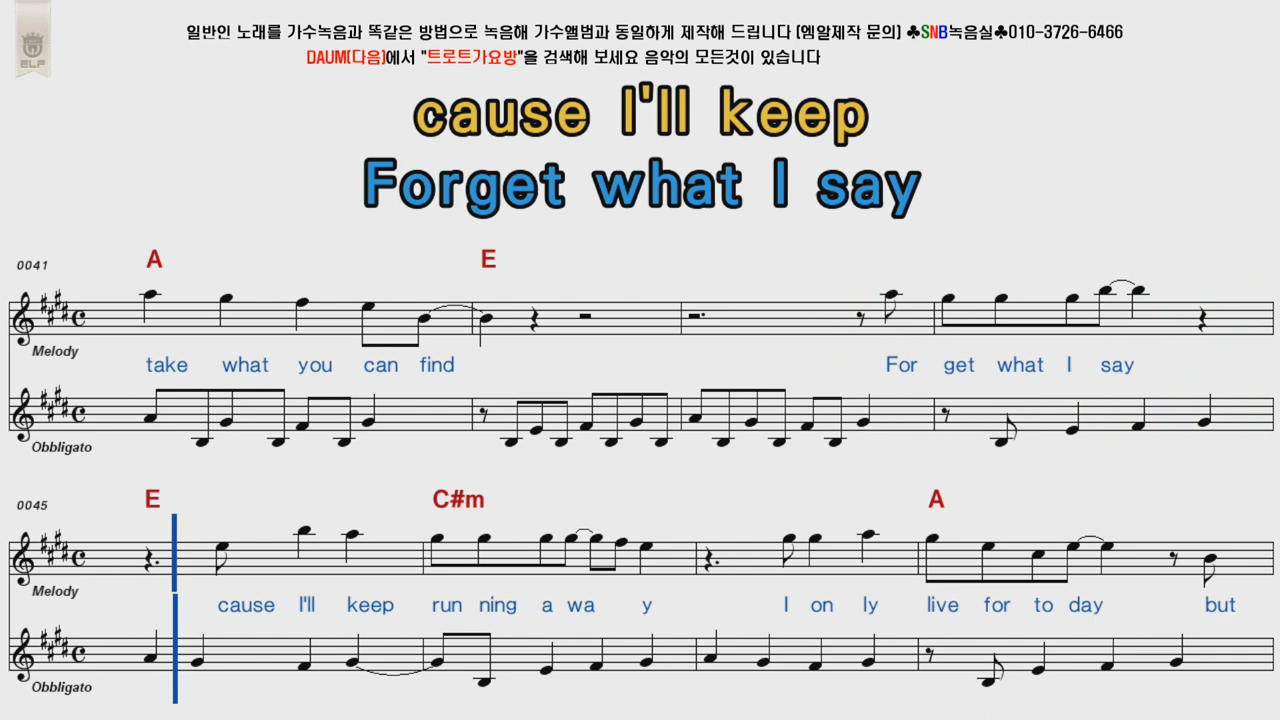 일반인 노래를 가수녹음과 똑같은 방법으로 녹음해 가수앨범과 동일하게 제작해 드립니다 (엠알제작 문의) ♣SNB녹음실♣010-3726-6466
DAUM(다음)에서 "트로트가요방"을 검색해 보세요 음악의 모든것이 있습니다
ELF
cause I'll keep
Forget what I say
0041
A E
Melody
take what you can find For get what I say
Obbligato
0045
E C#m A
Melody
cause I'll keep run ning a wa y I on ly live for to day but
Obbligato